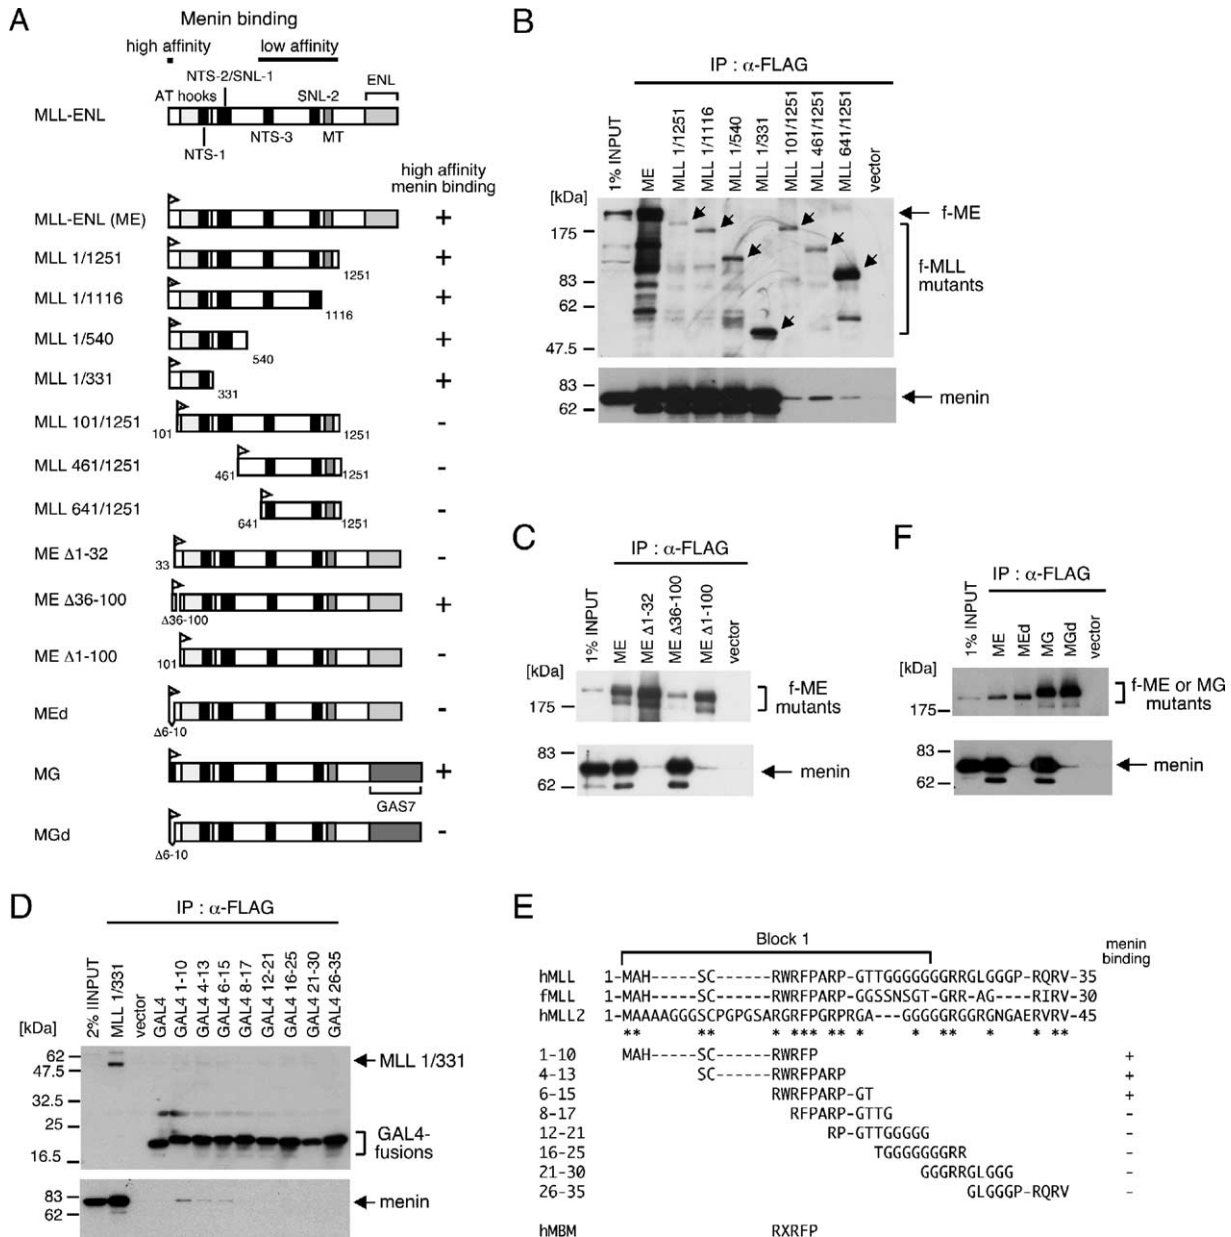 A
Menin binding
high affinity
low affinity
NTS-2/SNL-1
ENL
AT hooks
SNL-2
MLL-ENL
NTS-3
MT
NTS-1
high affinity
menin binding
MLL-ENL (ME)
+
MLL 1/1251
1251
+
MLL 1/1116
1116
+
MLL 1/540
540
+
MLL 1/331
331
+
MLL 101/1251
101
1251
-
MLL 461/1251
461
1251
-
MLL 641/1251
641
1251
-
ME Δ1-32
33
-
ME Δ36-100
Δ36-100
+
ME Δ1-100
101
-
MEd
Δ6-10
-
MG
GAS7
+
MGd
Δ6-10
-
B
IP : α-FLAG
1% INPUT
ME
MLL 1/1251
MLL 1/1116
MLL 1/540
MLL 1/331
MLL 101/1251
MLL 461/1251
MLL 641/1251
vector
[kDa]
175
83
62
47.5
f-ME
f-MLL
mutants
83
62
menin
C
IP : α-FLAG
1% INPUT
ME
ME Δ1-32
ME Δ36-100
ME Δ1-100
vector
[kDa]
175
f-ME
mutants
83
62
menin
F
IP : α-FLAG
1% INPUT
ME
MEd
MG
MGd
vector
[kDa]
175
f-ME or MG
mutants
83
62
menin
D
IP : α-FLAG
2% IINPUT
MLL 1/331
vector
GAL4
GAL4 1-10
GAL4 4-13
GAL4 6-15
GAL4 8-17
GAL4 12-21
GAL4 16-25
GAL4 21-30
GAL4 26-35
[kDa]
62
47.5
32.5
25
16.5
MLL 1/331
GAL4-
fusions
83
62
menin
E
Block 1
menin
binding
hMLL 1-MAH-----SC-------RWRFPARP-GTTGGGGGGGRRGLGGGP-RQRV-35
fMLL 1-MAH-----SC-------RWRFPARP-GGSSNSGT-GRR-AG----RIRV-30
hMLL2 1-MAAAAGGGSCPGPGSARGRFPGRPRGA---GGGGGRGGRGNGAERVRV-45
** ** * *** ** * ** * * **
1-10 MAH------SC-------RWRFP +
4-13 SC-------RWRFPARP +
6-15 RWRFPARP-GT +
8-17 RFPARP-GTTG -
12-21 RP-GTTGGGGG -
16-25 TGGGGGGGRR -
21-30 GGGRRGLGGG -
26-35 GLGGGP-RQRV -
hMBM RXRFP